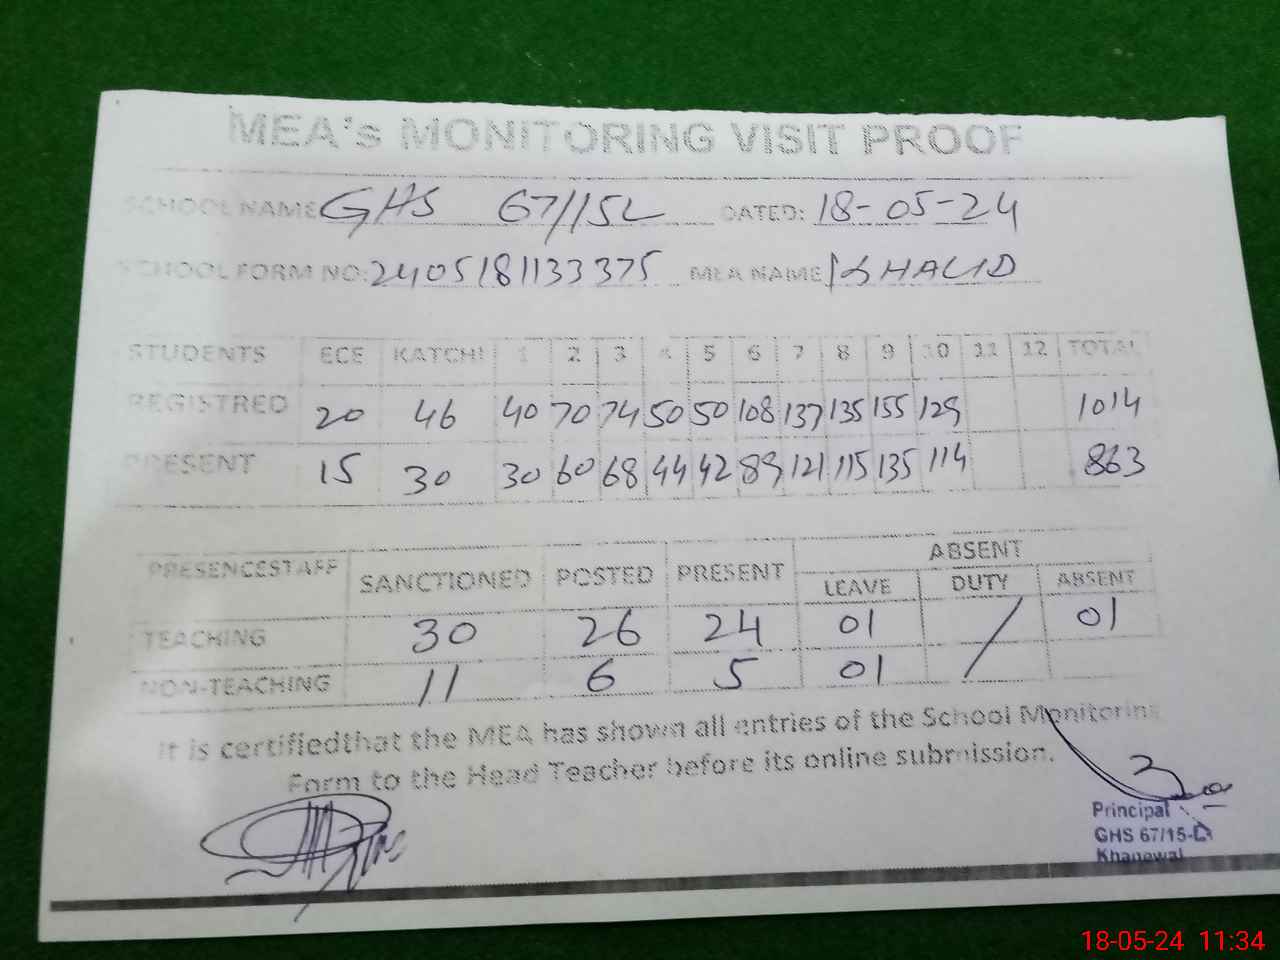 MEA's MONITORING VISIT PROOF
SCHOOL NAME GHS 67/15L DATED: 18-05-24
SCHOOL FORM NO: 2405181133375 MEA NAME KHALID
STUDENTS ECE KATCHI 1 2 3 4 5 6 7 8 9 10 11 12 TOTAL
REGISTRED 20 46 40 70 74 50 50 108 137 135 155 129 1014
PRESENT 15 30 30 60 68 44 42 89 121 115 135 114 863
PRESENCESTAFF SANCTIONED POSTED PRESENT ABSENT
LEAVE DUTY ABSENT
TEACHING 30 26 24 01 / 01
NON-TEACHING 11 6 5 01
It is certifiedthat the MEA has shown all entries of the School Monitoring
Form to the Head Teacher before its online submission.
Principal
GHS 67/15-L
Khanewal
18-05-24 11:34